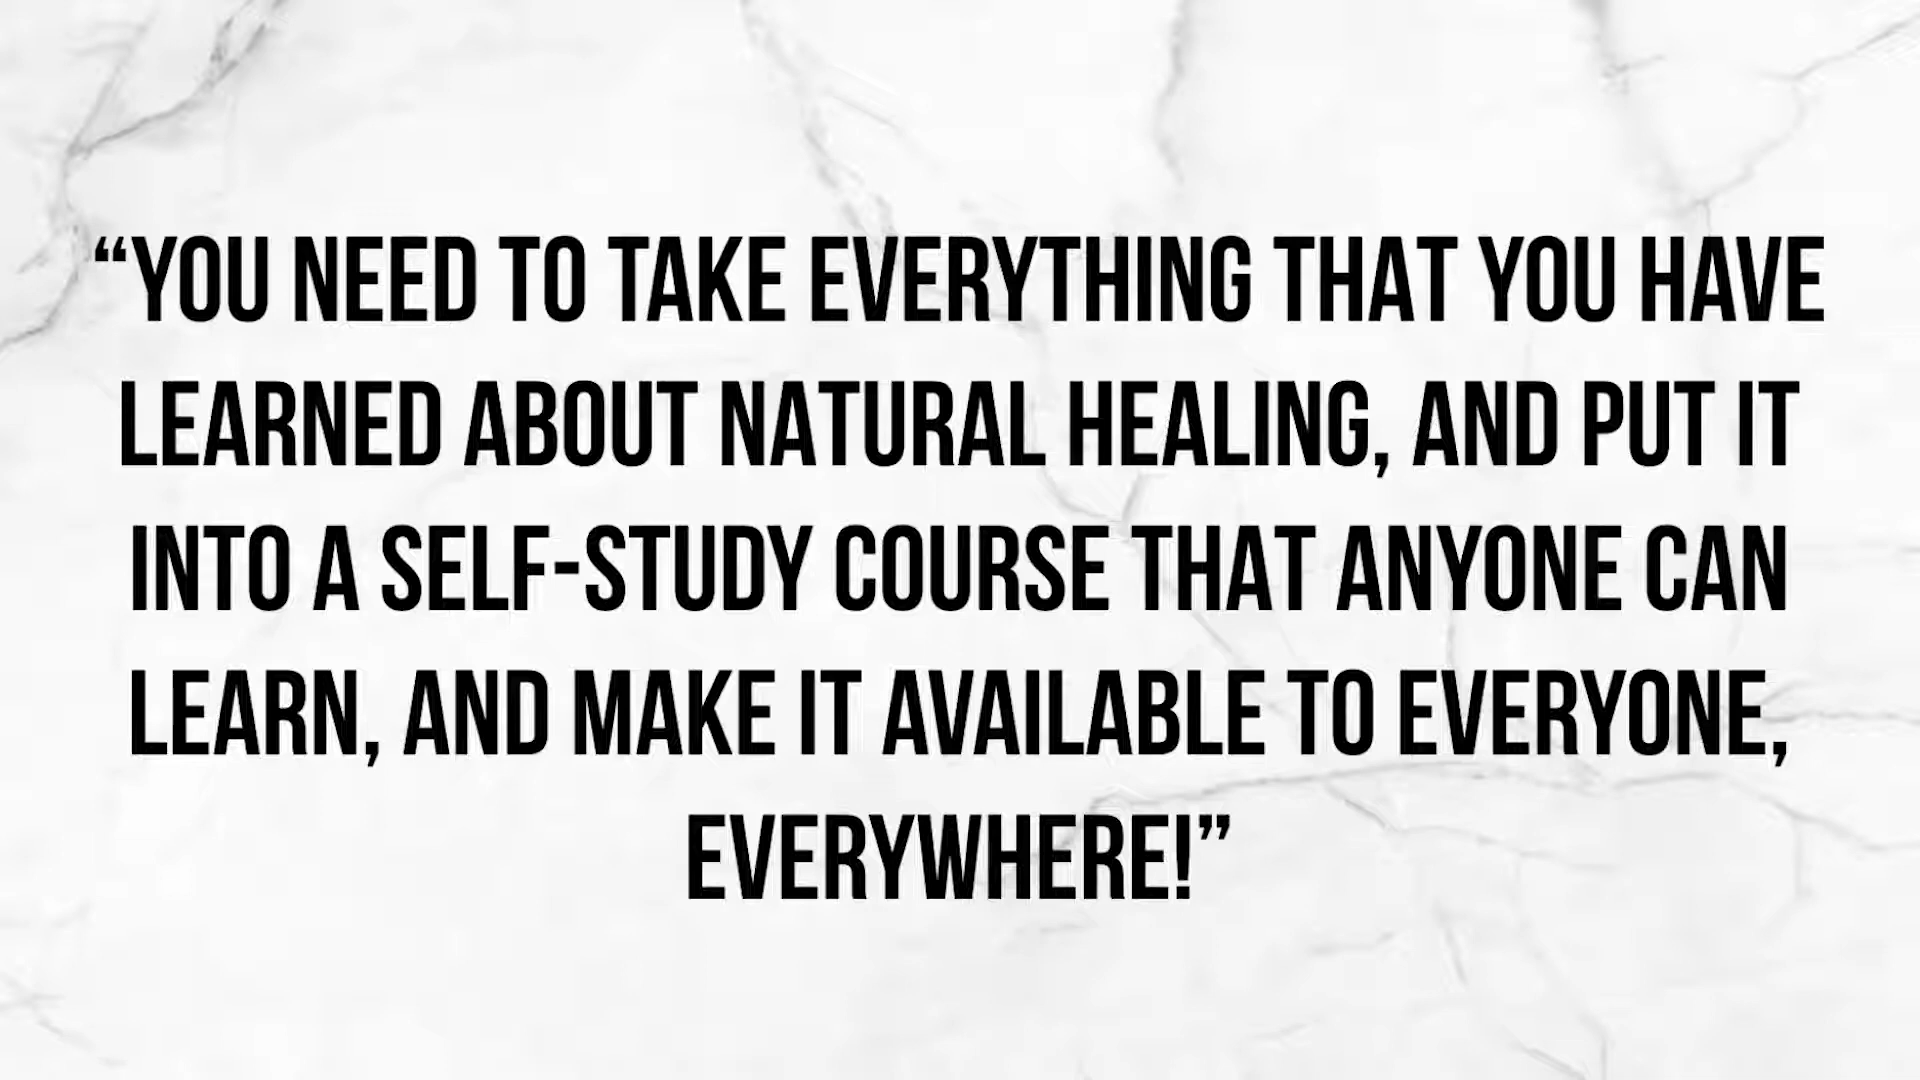 “YOU NEED TO TAKE EVERYTHING THAT YOU HAVE
LEARNED ABOUT NATURAL HEALING, AND PUT IT
INTO A SELF-STUDY COURSE THAT ANYONE CAN
LEARN, AND MAKE IT AVAILABLE TO EVERYONE,
EVERYWHERE!”